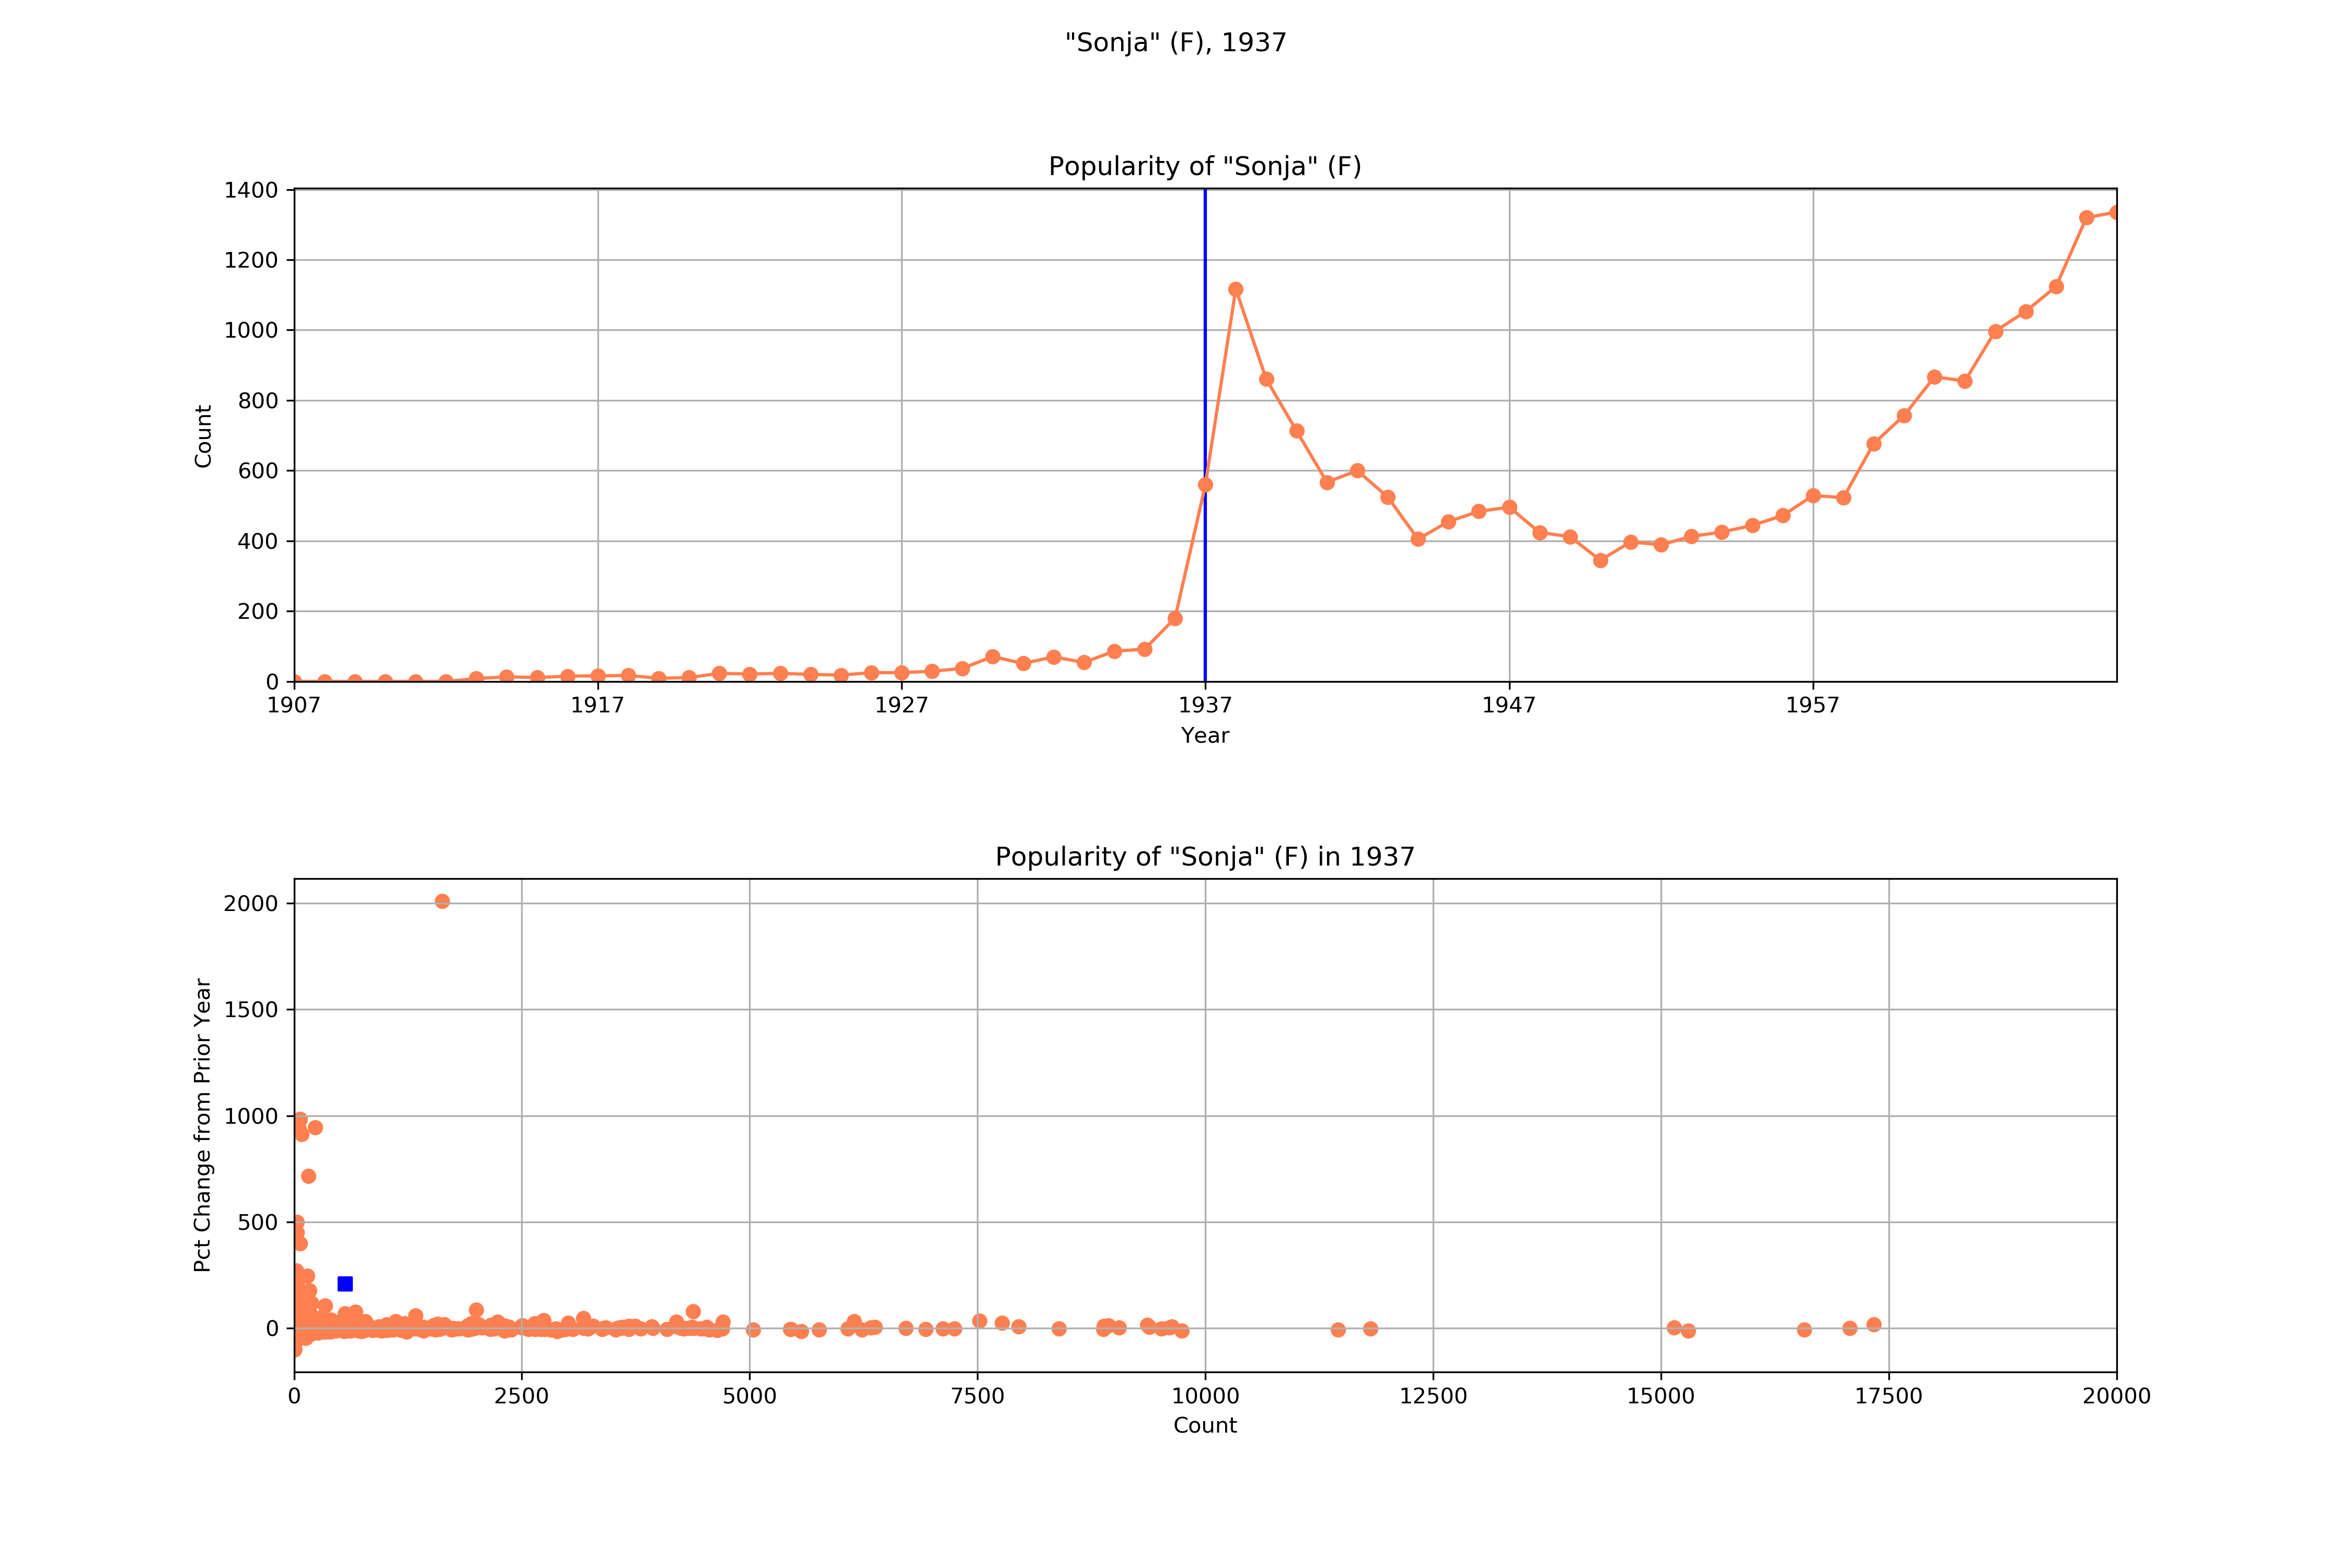 "Sonja" (F), 1937
Popularity of "Sonja" (F)
1400
1200
1000
800
600
400
200
0
Count
1907 1917 1927 1937 1947 1957
Year
Popularity of "Sonja" (F) in 1937
2000
1500
1000
500
0
Pct Change from Prior Year
0 2500 5000 7500 10000 12500 15000 17500 20000
Count